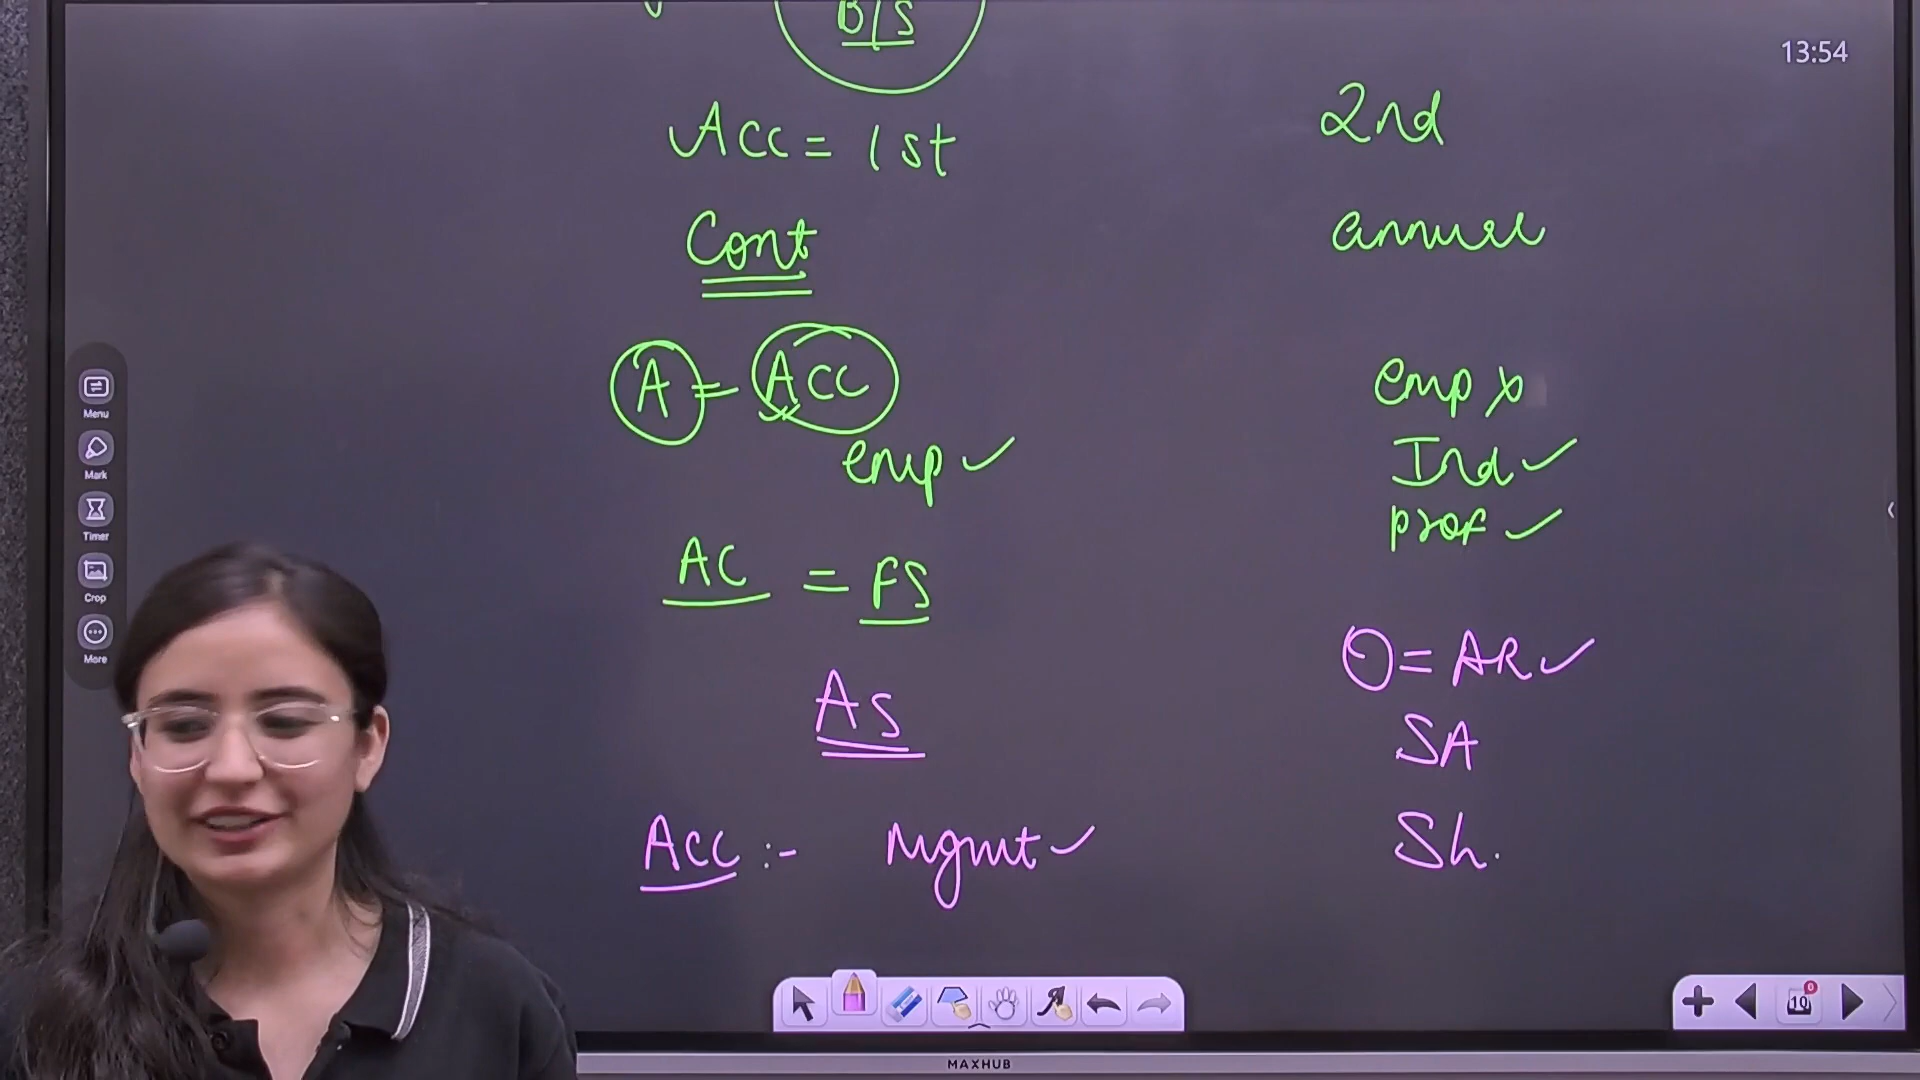 B/S
13:54
Acc = 1st 2nd
Cont annual
A = Acc emp x
emp ✓ Ind ✓
prof ✓
AC = FS
O = AR ✓
AS SA
Acc :- Mgmt ✓ Sh.
Menu
Mark
Timer
Crop
More
10
0
MAXHUB